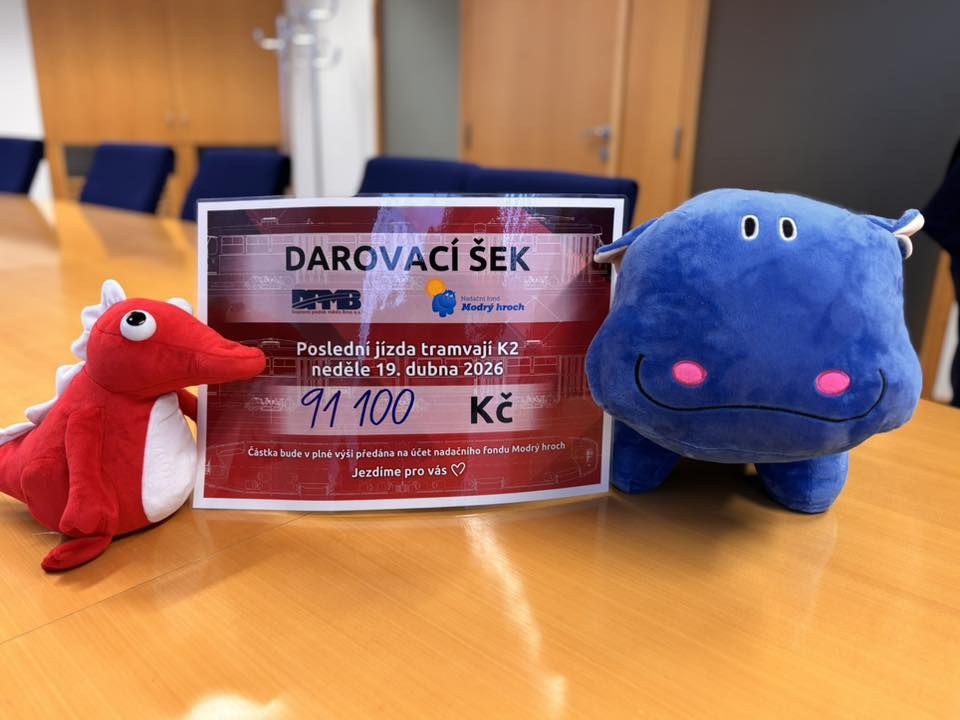 DAROVACÍ ŠEK
DPMB
Dopravní podnik města Brna, a.s.
Nadační fond
Modrý hroch
Poslední jízda tramvají K2
neděle 19. dubna 2026
91 100 Kč
Částka bude v plné výši předána na účet nadačního fondu Modrý hroch
Jezdíme pro vás ♡